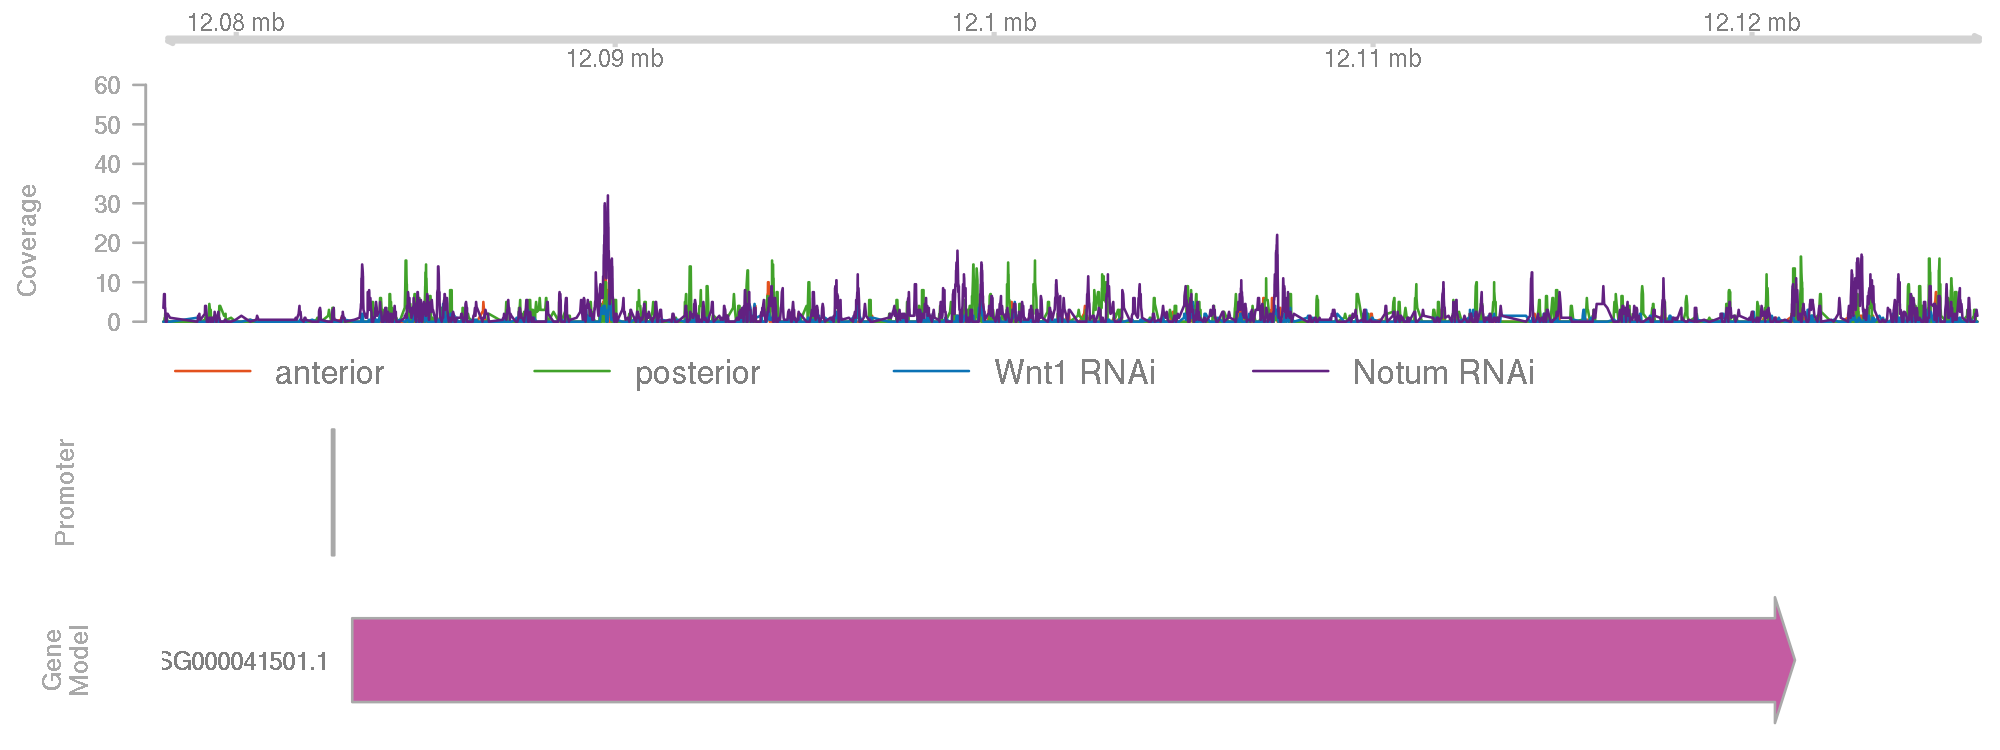 12.08 mb
12.1 mb
12.12 mb
12.09 mb
12.11 mb
60
50
40
30
20
10
0
Coverage
anterior
posterior
Wnt1 RNAi
Notum RNAi
Promoter
Gene
Model
SG000041501.1